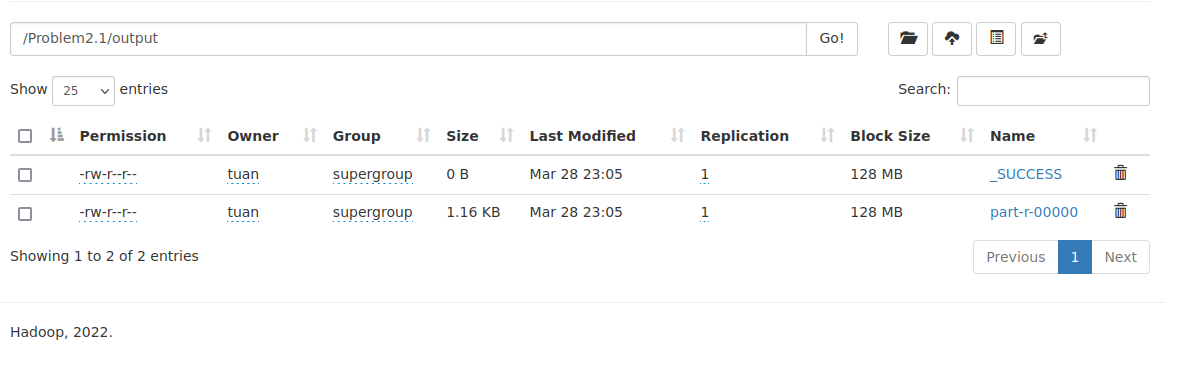 /Problem2.1/output Go!
Show 25 entries Search:
Permission Owner Group Size Last Modified Replication Block Size Name
-rw-r--r-- tuan supergroup 0 B Mar 28 23:05 1 128 MB _SUCCESS
-rw-r--r-- tuan supergroup 1.16 KB Mar 28 23:05 1 128 MB part-r-00000
Showing 1 to 2 of 2 entries Previous 1 Next
Hadoop, 2022.